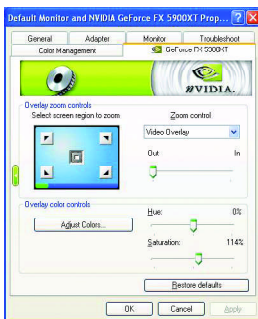 Default Monitor and NVIDIA GeForce FX 5900XT Prop...
General Adapter Monitor Troubleshoot
Color Management GeForce FX 5900XT
NVIDIA.
Overlay zoom controls
Select screen region to zoom
Zoom control
Video Overlay
Out In
Overlay color controls
Adjust Colors...
Hue: 0%
Saturation: 114%
Restore defaults
OK Cancel Apply